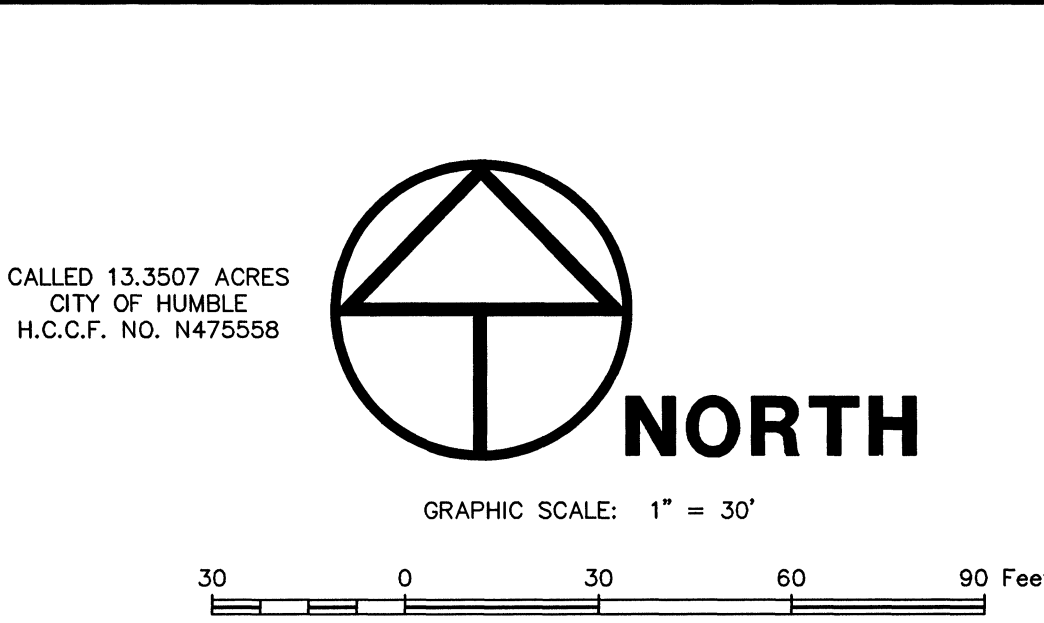 CALLED 13.3507 ACRES
CITY OF HUMBLE
H.C.C.F. NO. N475558
NORTH
GRAPHIC SCALE: 1" = 30'
30 0 30 60 90 Feet